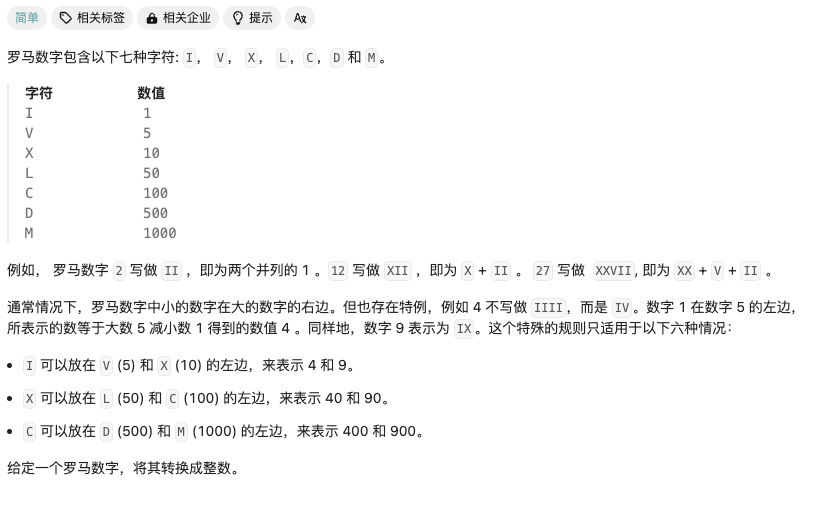 简单 相关标签 相关企业 提示 Aあ
罗马数字包含以下七种字符: I， V， X， L，C，D 和 M。
字符 数值
I 1
V 5
X 10
L 50
C 100
D 500
M 1000
例如， 罗马数字 2 写做 II ，即为两个并列的 1 。12 写做 XII ，即为 X + II 。 27 写做 XXVII, 即为 XX + V + II 。
通常情况下，罗马数字中小的数字在大的数字的右边。但也存在特例，例如 4 不写做 IIII，而是 IV。数字 1 在数字 5 的左边，
所表示的数等于大数 5 减小数 1 得到的数值 4 。同样地，数字 9 表示为 IX。这个特殊的规则只适用于以下六种情况：
• I 可以放在 V (5) 和 X (10) 的左边，来表示 4 和 9。
• X 可以放在 L (50) 和 C (100) 的左边，来表示 40 和 90。
• C 可以放在 D (500) 和 M (1000) 的左边，来表示 400 和 900。
给定一个罗马数字，将其转换成整数。